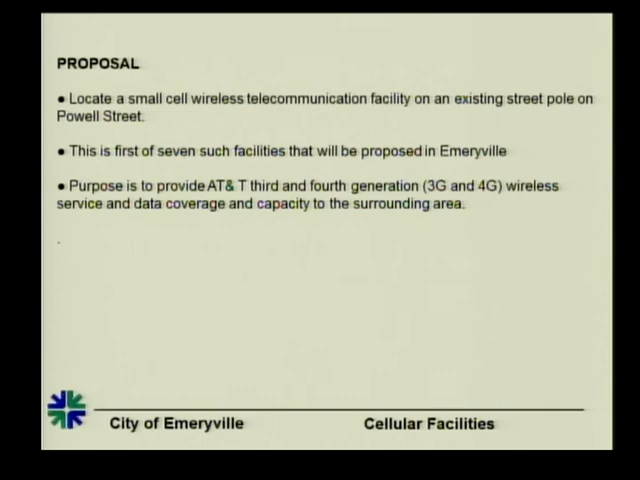 PROPOSAL
● Locate a small cell wireless telecommunication facility on an existing street pole on
Powell Street.
● This is first of seven such facilities that will be proposed in Emeryville
● Purpose is to provide AT& T third and fourth generation (3G and 4G) wireless
service and data coverage and capacity to the surrounding area.
City of Emeryville Cellular Facilities